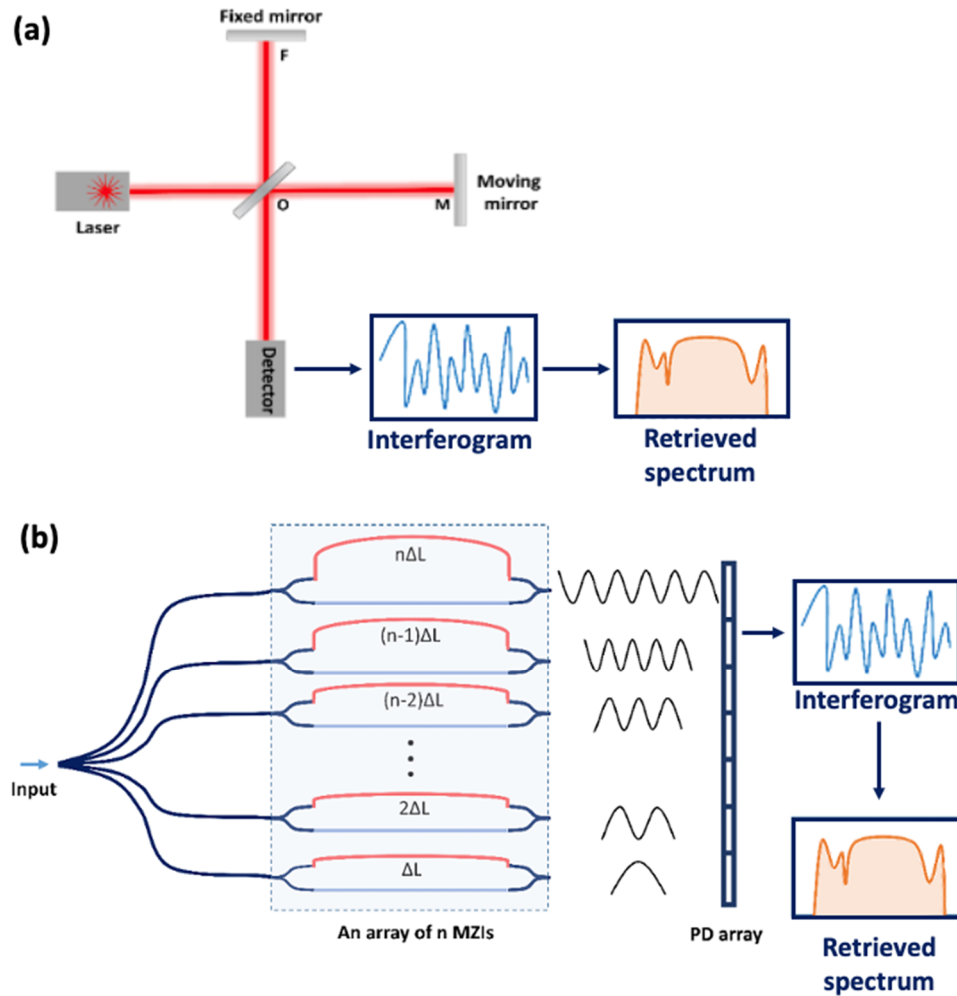 (a)
Fixed mirror
F
Laser
O
M
Moving
mirror
Detector
Interferogram
Retrieved
spectrum
(b)
nΔL
(n-1)ΔL
(n-2)ΔL
2ΔL
ΔL
Input
An array of n MZIs
PD array
Interferogram
Retrieved
spectrum